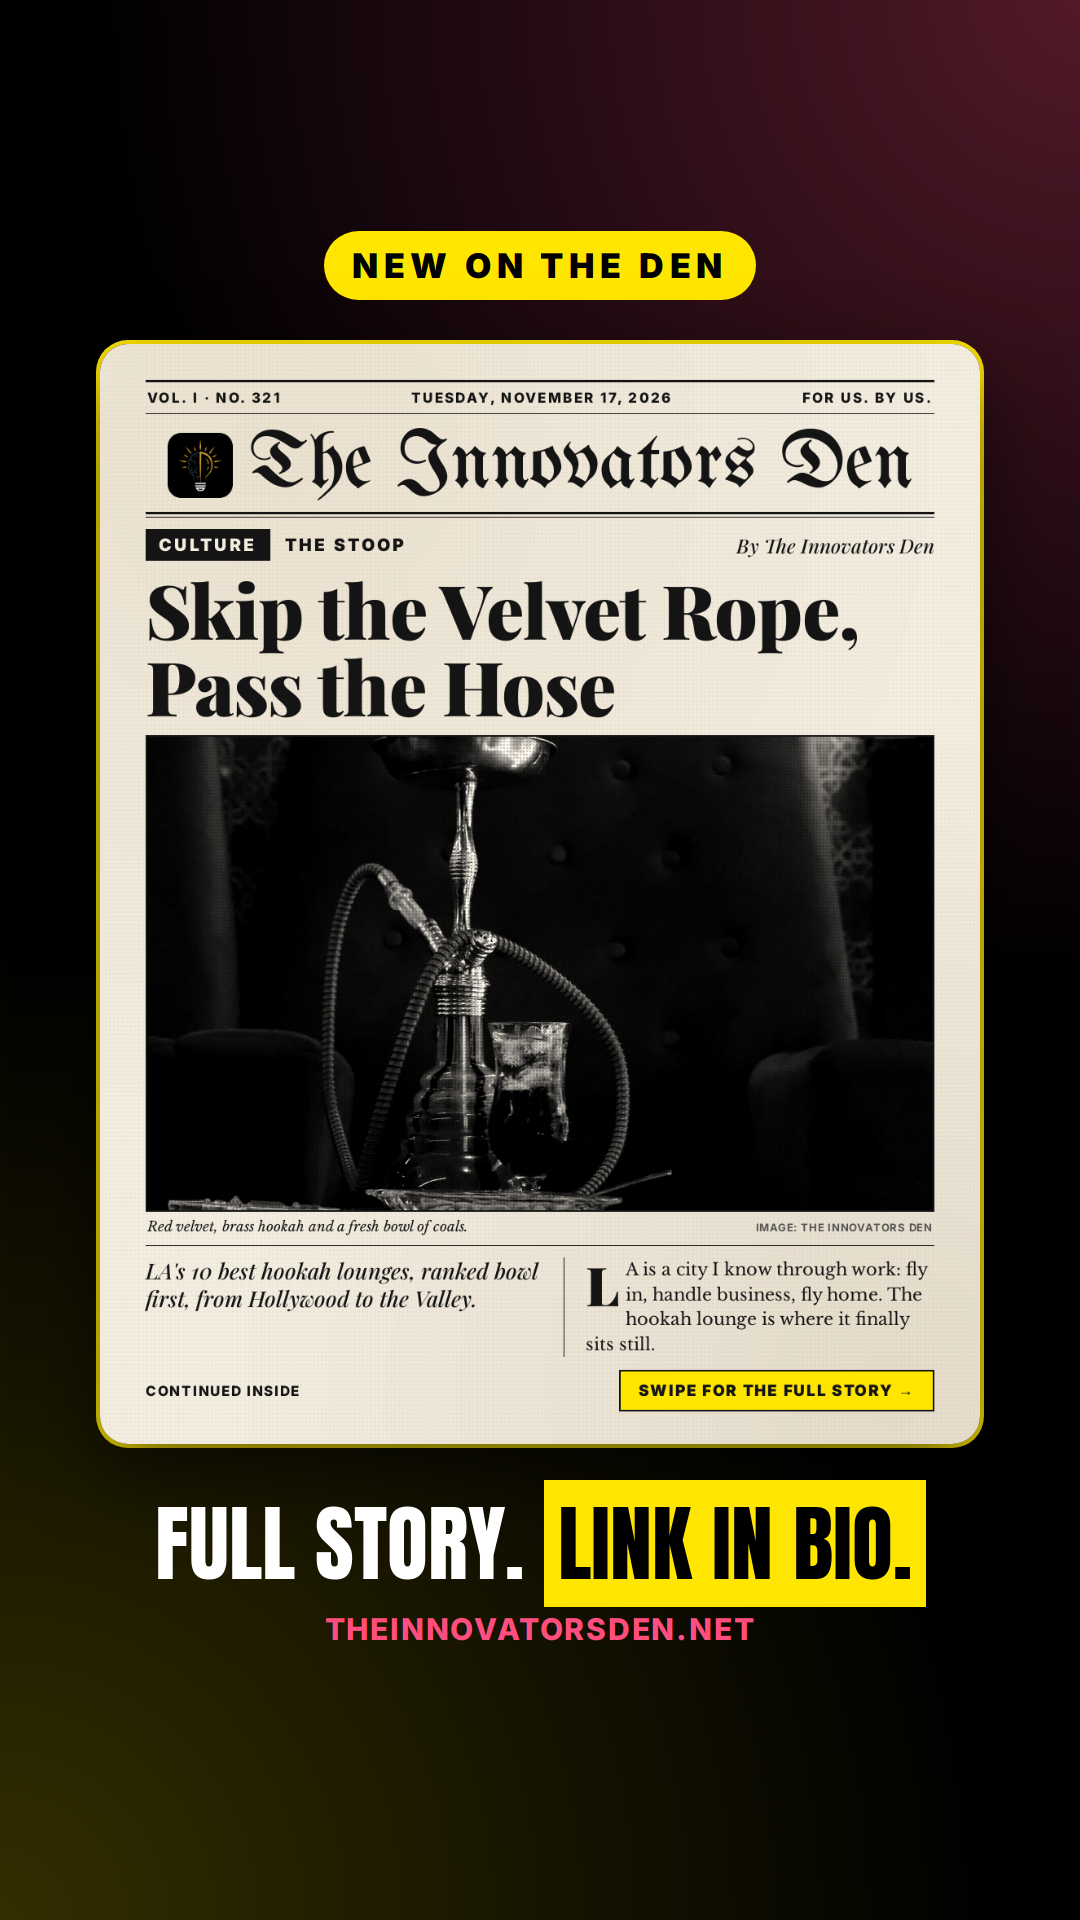 NEW ON THE DEN
VOL. I · NO. 321
TUESDAY, NOVEMBER 17, 2026
FOR US. BY US.
The Innovators Den
CULTURE
THE STOOP
By The Innovators Den
Skip the Velvet Rope,
Pass the Hose
Red velvet, brass hookah and a fresh bowl of coals.
IMAGE: THE INNOVATORS DEN
LA's 10 best hookah lounges, ranked bowl
first, from Hollywood to the Valley.
LA is a city I know through work: fly
in, handle business, fly home. The
hookah lounge is where it finally
sits still.
CONTINUED INSIDE
SWIPE FOR THE FULL STORY →
FULL STORY. LINK IN BIO.
THEINNOVATORSDEN.NET